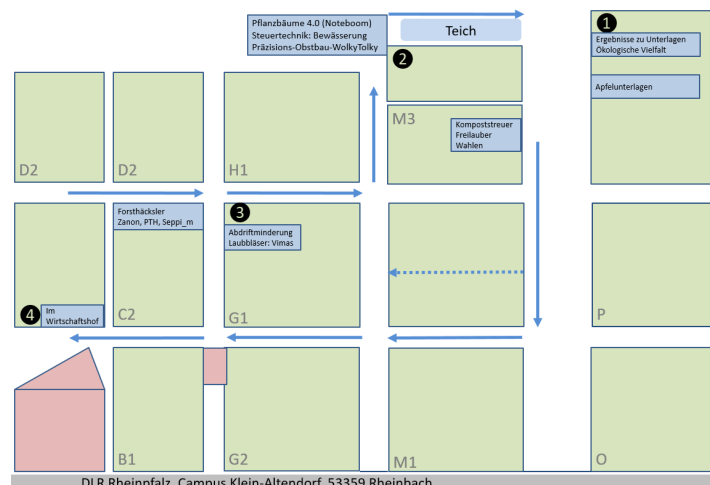 Pflanzbäume 4.0 (Noteboom)
Steuertechnik: Bewässerung
Präzisions-Obstbau-WolkyTolky
Teich
1
Ergebnisse zu Unterlagen
Ökologische Vielfalt
Apfelunterlagen
2
M3
Kompoststreuer
Freilauber
Wahlen
D2
D2
H1
Forsthäcksler
Zanon, PTH, Seppi_m
3
Abdriftminderung
Laubbläser: Vimas
4
Im
Wirtschaftshof
C2
G1
P
B1
G2
M1
O
DLR Rheinpfalz, Campus Klein-Altendorf, 53359 Rheinbach